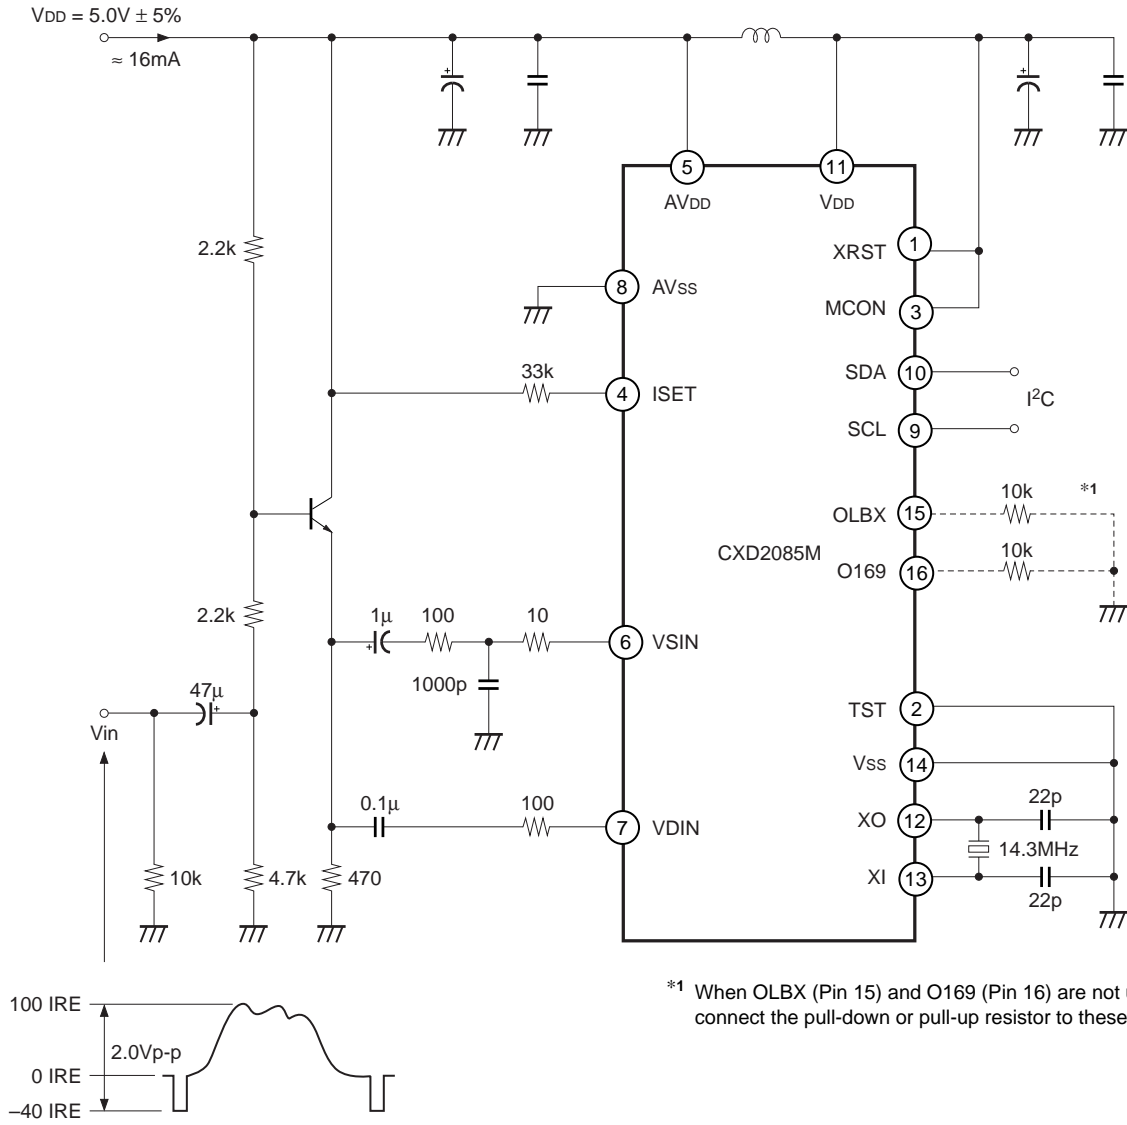 VDD = 5.0V ± 5%
≈ 16mA
+
+
5
11
AVDD
VDD
2.2k
1
XRST
8
AVSS
3
MCON
33k
10
SDA
4
ISET
I²C
9
SCL
10k
*1
15
OLBX
CXD2085M
10k
16
O169
2.2k
1μ
100
10
+
6
VSIN
1000p
47μ
+
Vin
2
TST
14
VSS
0.1μ
100
22p
7
VDIN
12
XO
14.3MHz
10k
4.7k
470
13
XI
22p
*1 When OLBX (Pin 15) and O169 (Pin 16) are not
connect the pull-down or pull-up resistor to these
100 IRE
2.0Vp-p
0 IRE
–40 IRE